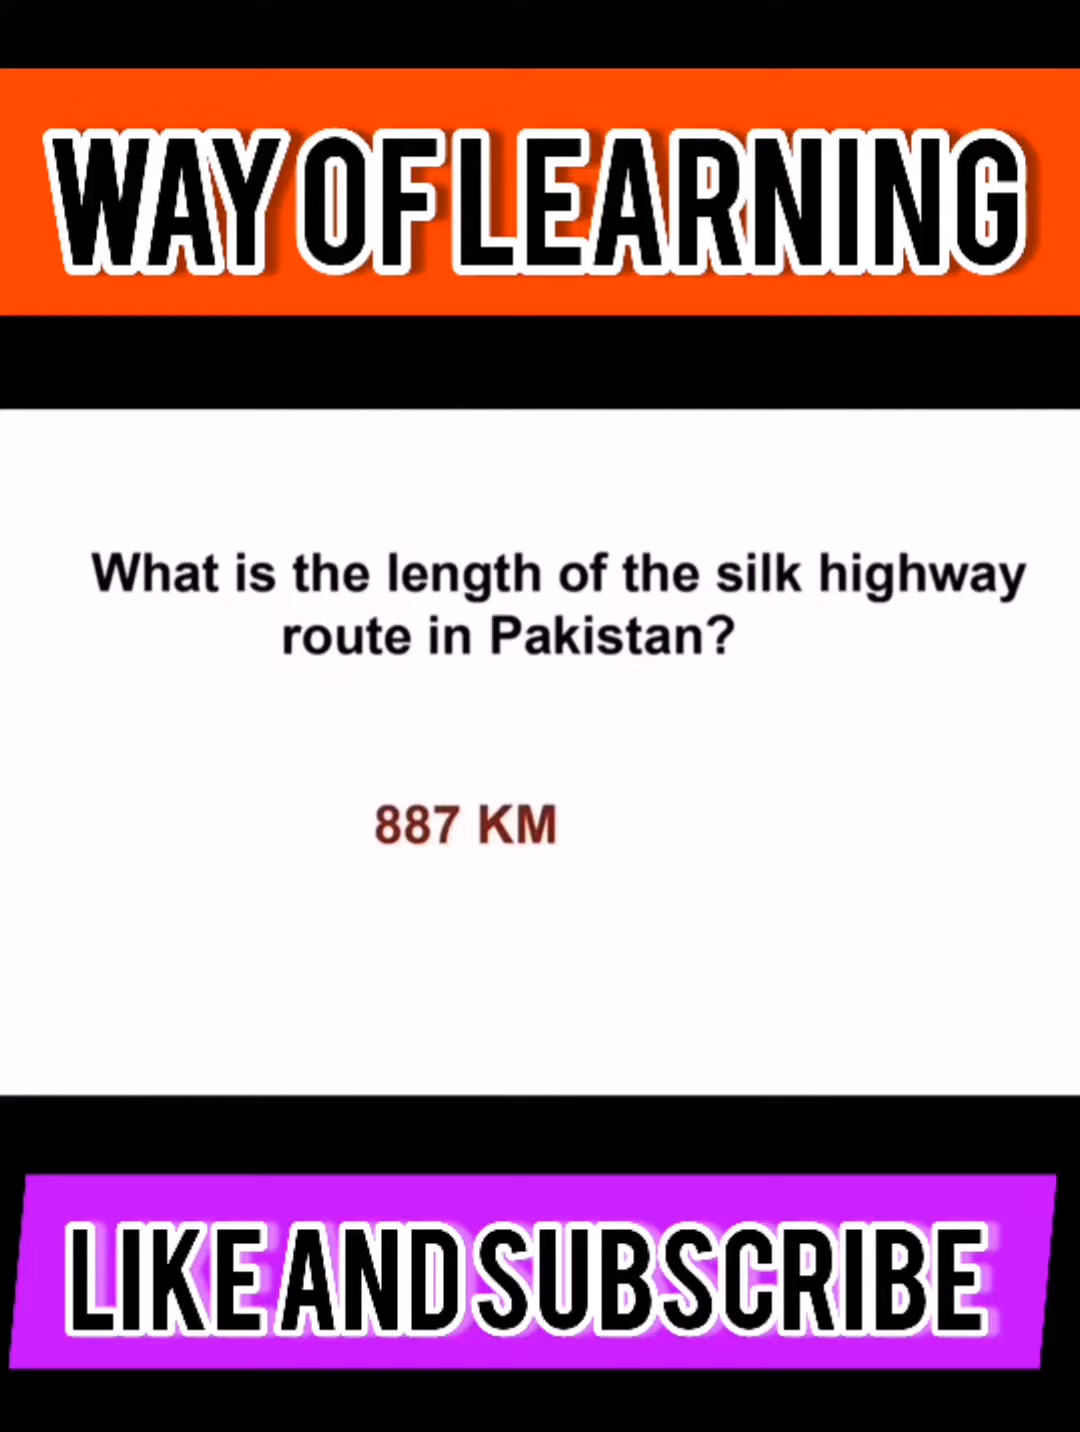 WAY OF LEARNING
What is the length of the silk highway
route in Pakistan?
887 KM
LIKE AND SUBSCRIBE